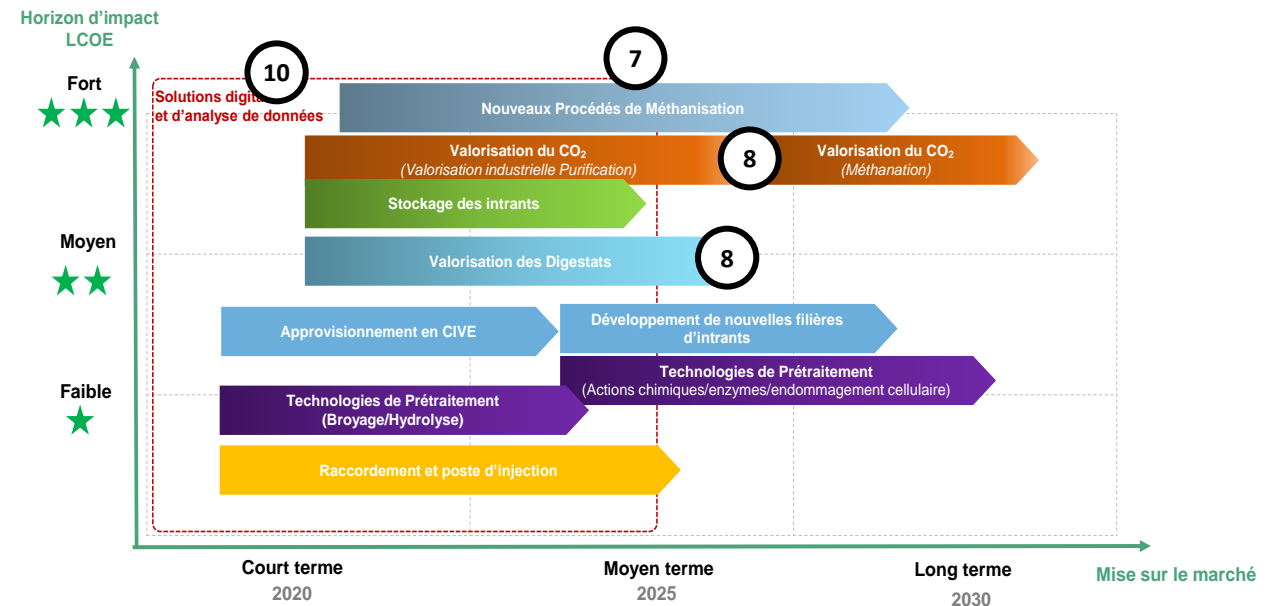 Horizon d’impact
LCOE
Fort
10
7
Solutions digita
et d’analyse de données
Nouveaux Procédés de Méthanisation
Valorisation du CO₂
(Valorisation industrielle Purification)
8
Valorisation du CO₂
(Méthanation)
Stockage des intrants
Moyen
Valorisation des Digestats
8
Approvisionnement en CIVE
Développement de nouvelles filières
d’intrants
Faible
Technologies de Prétraitement
(Actions chimiques/enzymes/endommagement cellulaire)
Technologies de Prétraitement
(Broyage/Hydrolyse)
Raccordement et poste d’injection
Court terme
2020
Moyen terme
2025
Long terme
2030
Mise sur le marché